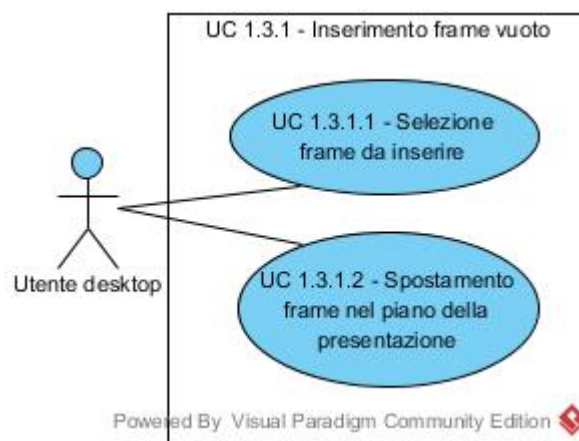 UC 1.3.1 - Inserimento frame vuoto
UC 1.3.1.1 - Selezione
frame da inserire
Utente desktop
UC 1.3.1.2 - Spostamento
frame nel piano della
presentazione
Powered By Visual Paradigm Community Edition